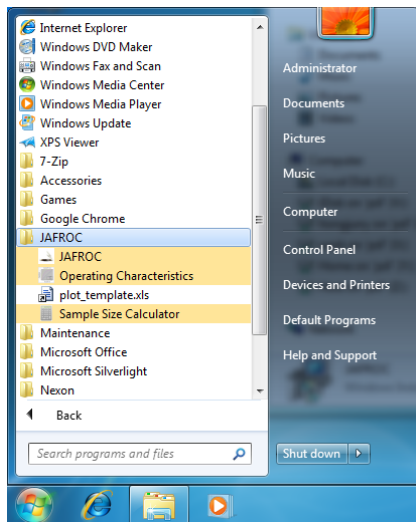 Internet Explorer
Windows DVD Maker
Windows Fax and Scan
Windows Media Center
Windows Media Player
Windows Update
XPS Viewer
7-Zip
Accessories
Games
Google Chrome
JAFROC
JAFROC
Operating Characteristics
plot_template.xls
Sample Size Calculator
Maintenance
Microsoft Office
Microsoft Silverlight
Nexon
Back
Search programs and files
Administrator
Documents
Pictures
Music
Computer
Control Panel
Devices and Printers
Default Programs
Help and Support
Shut down